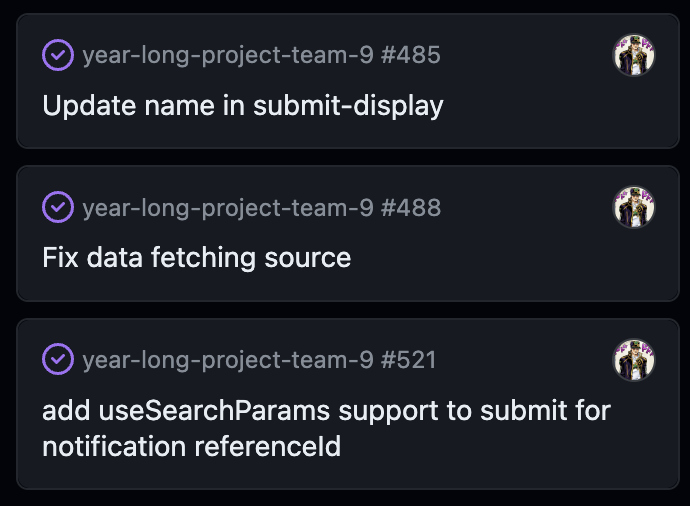 year-long-project-team-9 #485
Update name in submit-display
year-long-project-team-9 #488
Fix data fetching source
year-long-project-team-9 #521
add useSearchParams support to submit for
notification referenceId